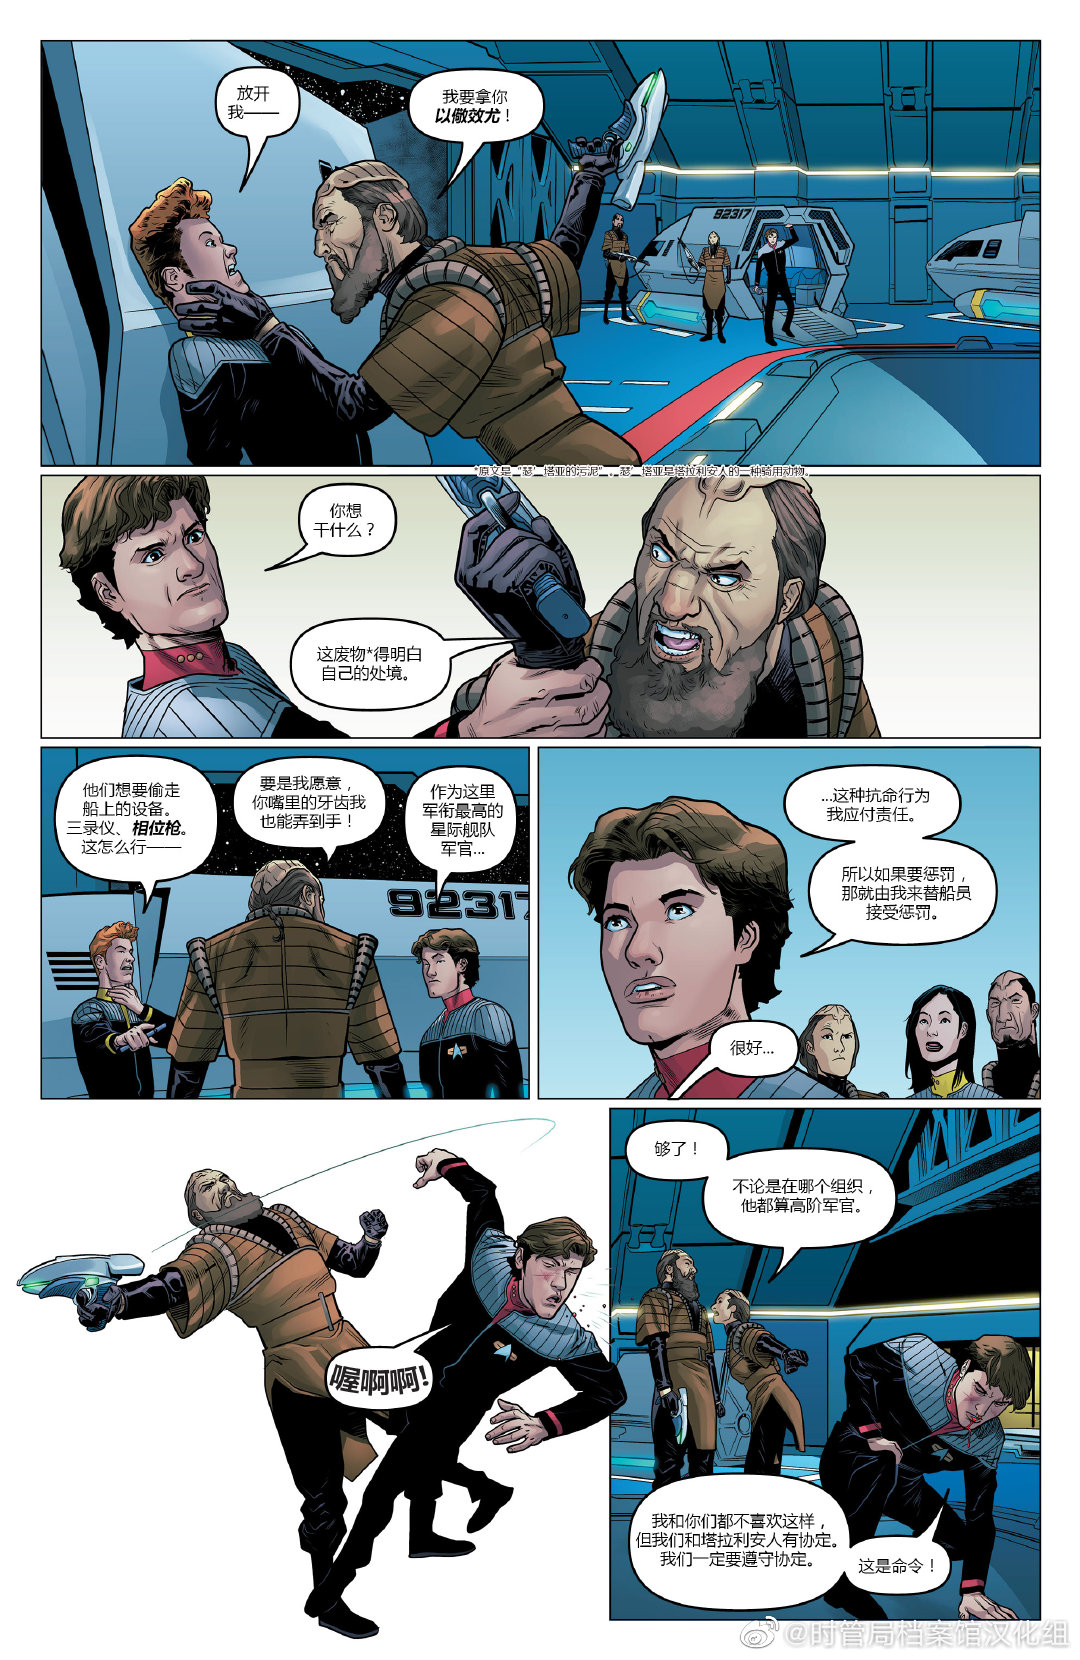 放开
我——
我要拿你
以儆效尤！
92317
*原文是“瑟’塔亚的污泥”，瑟’塔亚是塔拉利安人的一种骑用动物。
你想
干什么？
这废物*得明白
自己的处境。
他们想要偷走
船上的设备。
三录仪、相位枪。
这怎么行——
要是我愿意，
你嘴里的牙齿我
也能弄到手！
作为这里
军衔最高的
星际舰队
军官...
92317
...这种抗命行为
我应付责任。
所以如果要惩罚，
那就由我来替船员
接受惩罚。
很好...
喔啊啊！
够了！
不论是在哪个组织，
他都算高阶军官。
我和你们都不喜欢这样，
但我们和塔拉利安人有协定。
我们一定要遵守协定。
这是命令！
@时管局档案馆汉化组